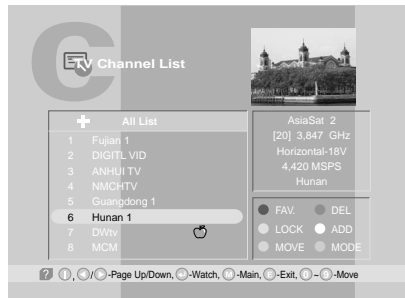 C
TV Channel List
All List
1 Fujian 1
2 DIGITL VID
3 ANHUI TV
4 NMCHTV
5 Guangdong 1
6 Hunan 1
7 DWtv
8 MCM
AsiaSat 2
[20] 3,847 GHz
Horizontal-18V
4,420 MSPS
Hunan
FAV. DEL
LOCK ADD
MOVE MODE
? , / -Page Up/Down, -Watch, M -Main, E -Exit, 0 ~ 9 -Move